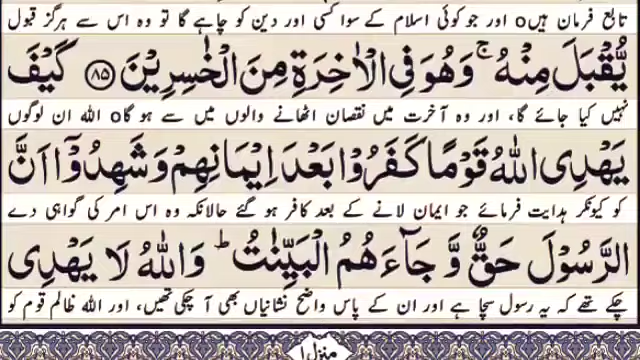 تابع فرمان ہیں o اور جو کوئی اسلام کے سوا کسی اور دین کو چاہے گا تو وہ اس سے ہرگز قبول
يُّقْبَلَ مِنْهُ ۚ وَهُوَ فِى الْاٰخِرَةِ مِنَ الْخٰسِرِيْنَ ﴿۸۵﴾ كَيْفَ
نہیں کیا جائے گا، اور وہ آخرت میں نقصان اٹھانے والوں میں سے ہو گا o اللہ ان لوگوں
يَهْدِى اللّٰهُ قَوْمًا كَفَرُوْا بَعْدَ اِيْمَانِهِمْ وَشَهِدُوْۤا اَنَّ
کو کیونکر ہدایت فرمائے جو ایمان لانے کے بعد کافر ہو گئے حالانکہ وہ اس امر کی گواہی دے
الرَّسُوْلَ حَقٌّ وَّ جَآءَهُمُ الْبَيِّنٰتُ ؕ وَاللّٰهُ لَا يَهْدِى
چکے تھے کہ یہ رسول سچا ہے اور ان کے پاس واضح نشانیاں بھی آ چکی تھیں، اور اللہ ظالم قوم کو
منزل ۱